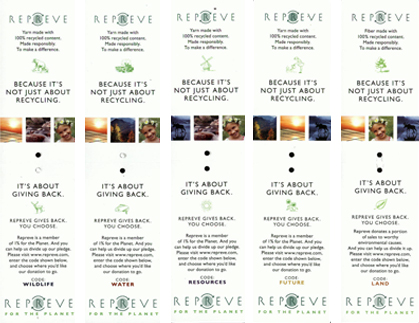 REPREVE
Yarn made with
100% recycled content.
Made responsibly.
To make a difference.
BECAUSE IT'S
NOT JUST ABOUT
RECYCLING.
IT'S ABOUT
GIVING BACK.
REPREVE GIVES BACK.
YOU CHOOSE.
Repreve is a member
of 1% for the Planet. And you
can help us divide up our pledge.
Please visit www.repreve.com,
enter the code shown below,
and choose where you'd like
our donation to go.
CODE:
WILDLIFE
REPREVE
FOR THE PLANET
REPREVE
Yarn made with
100% recycled content.
Made responsibly.
To make a difference.
BECAUSE IT'S
NOT JUST ABOUT
RECYCLING.
IT'S ABOUT
GIVING BACK.
REPREVE GIVES BACK.
YOU CHOOSE.
Repreve is a member
of 1% for the Planet. And you
can help us divide up our pledge.
Please visit www.repreve.com,
enter the code shown below,
and choose where you'd like
our donation to go.
CODE:
WATER
REPREVE
FOR THE PLANET
REPREVE
Yarn made with
100% recycled content.
Made responsibly.
To make a difference.
BECAUSE IT'S
NOT JUST ABOUT
RECYCLING.
IT'S ABOUT
GIVING BACK.
REPREVE GIVES BACK.
YOU CHOOSE.
Repreve is a member
of 1% for the Planet. And you
can help us divide up our pledge.
Please visit www.repreve.com,
enter the code shown below,
and choose where you'd like
our donation to go.
CODE:
RESOURCES
REPREVE
FOR THE PLANET
REPREVE
Yarn made with
100% recycled content.
Made responsibly.
To make a difference.
BECAUSE IT'S
NOT JUST ABOUT
RECYCLING.
IT'S ABOUT
GIVING BACK.
REPREVE GIVES BACK.
YOU CHOOSE.
Repreve is a member
of 1% for the Planet. And you
can help us divide up our pledge.
Please visit www.repreve.com,
enter the code shown below,
and choose where you'd like
our donation to go.
CODE:
FUTURE
REPREVE
FOR THE PLANET
REPREVE
Fiber made with
100% recycled content.
Made responsibly.
To make a difference.
BECAUSE IT'S
NOT JUST ABOUT
RECYCLING.
IT'S ABOUT
GIVING BACK.
REPREVE GIVES BACK.
YOU CHOOSE.
Repreve donates a portion
of sales to worthy
environmental causes.
And you can help us divide it up.
Please visit www.repreve.com,
enter the code shown below,
and choose where you'd like
our donation to go.
CODE:
LAND
REPREVE
FOR THE PLANET